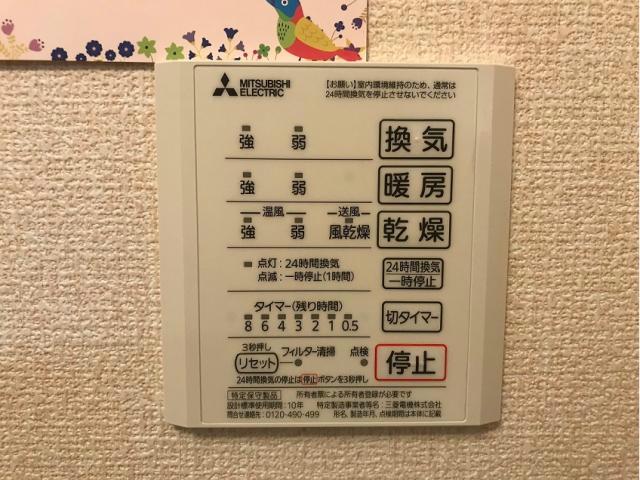 MITSUBISHI
ELECTRIC
【お願い】室内環境維持のため、通常は
24時間換気を停止させないでください
強 弱 換気
強 弱 暖房
温風 送風
強 弱 風乾燥 乾燥
点灯：24時間換気
点滅：一時停止(1時間)
24時間換気
一時停止
タイマー(残り時間)
8 6 4 3 2 1 0.5
切タイマー
3秒押し
リセット フィルター清掃 点検
停止
24時間換気の停止は停止ボタンを3秒押し
特定保守製品 所有者票による所有者登録が必要です
設計標準使用期間：10年 特定製造事業者等名：三菱電機株式会社
問合せ連絡先：0120-490-499 形名、製造年月、点検期間は本体に記載